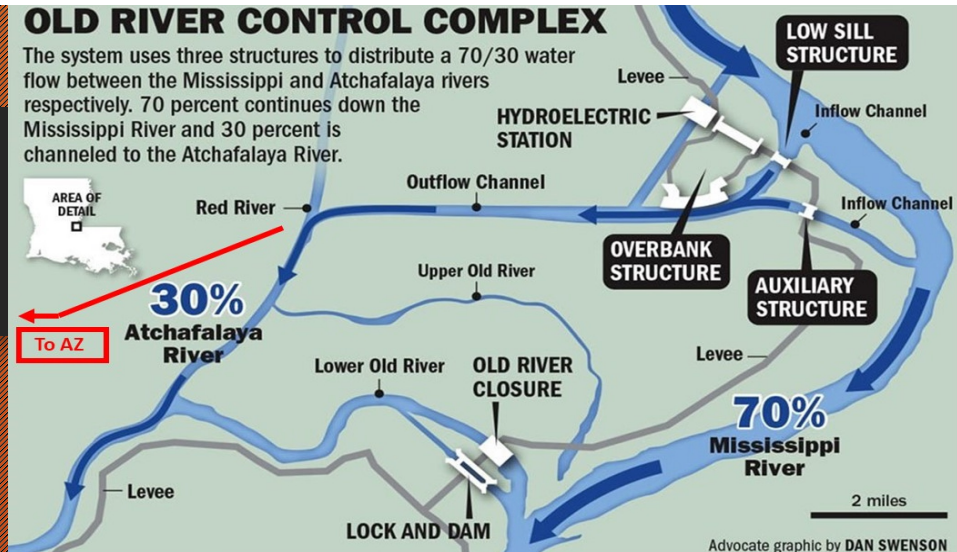 OLD RIVER CONTROL COMPLEX
The system uses three structures to distribute a 70/30 water
flow between the Mississippi and Atchafalaya rivers
respectively. 70 percent continues down the
Mississippi River and 30 percent is
channeled to the Atchafalaya River.
LOW SILL
STRUCTURE
Levee
HYDROELECTRIC
STATION
Inflow Channel
AREA OF
DETAIL
Red River
Outflow Channel
Inflow Channel
OVERBANK
STRUCTURE
AUXILIARY
STRUCTURE
Upper Old River
30%
Atchafalaya
River
To AZ
Lower Old River
OLD RIVER
CLOSURE
Levee
70%
Mississippi
River
Levee
LOCK AND DAM
2 miles
Advocate graphic by DAN SWENSON